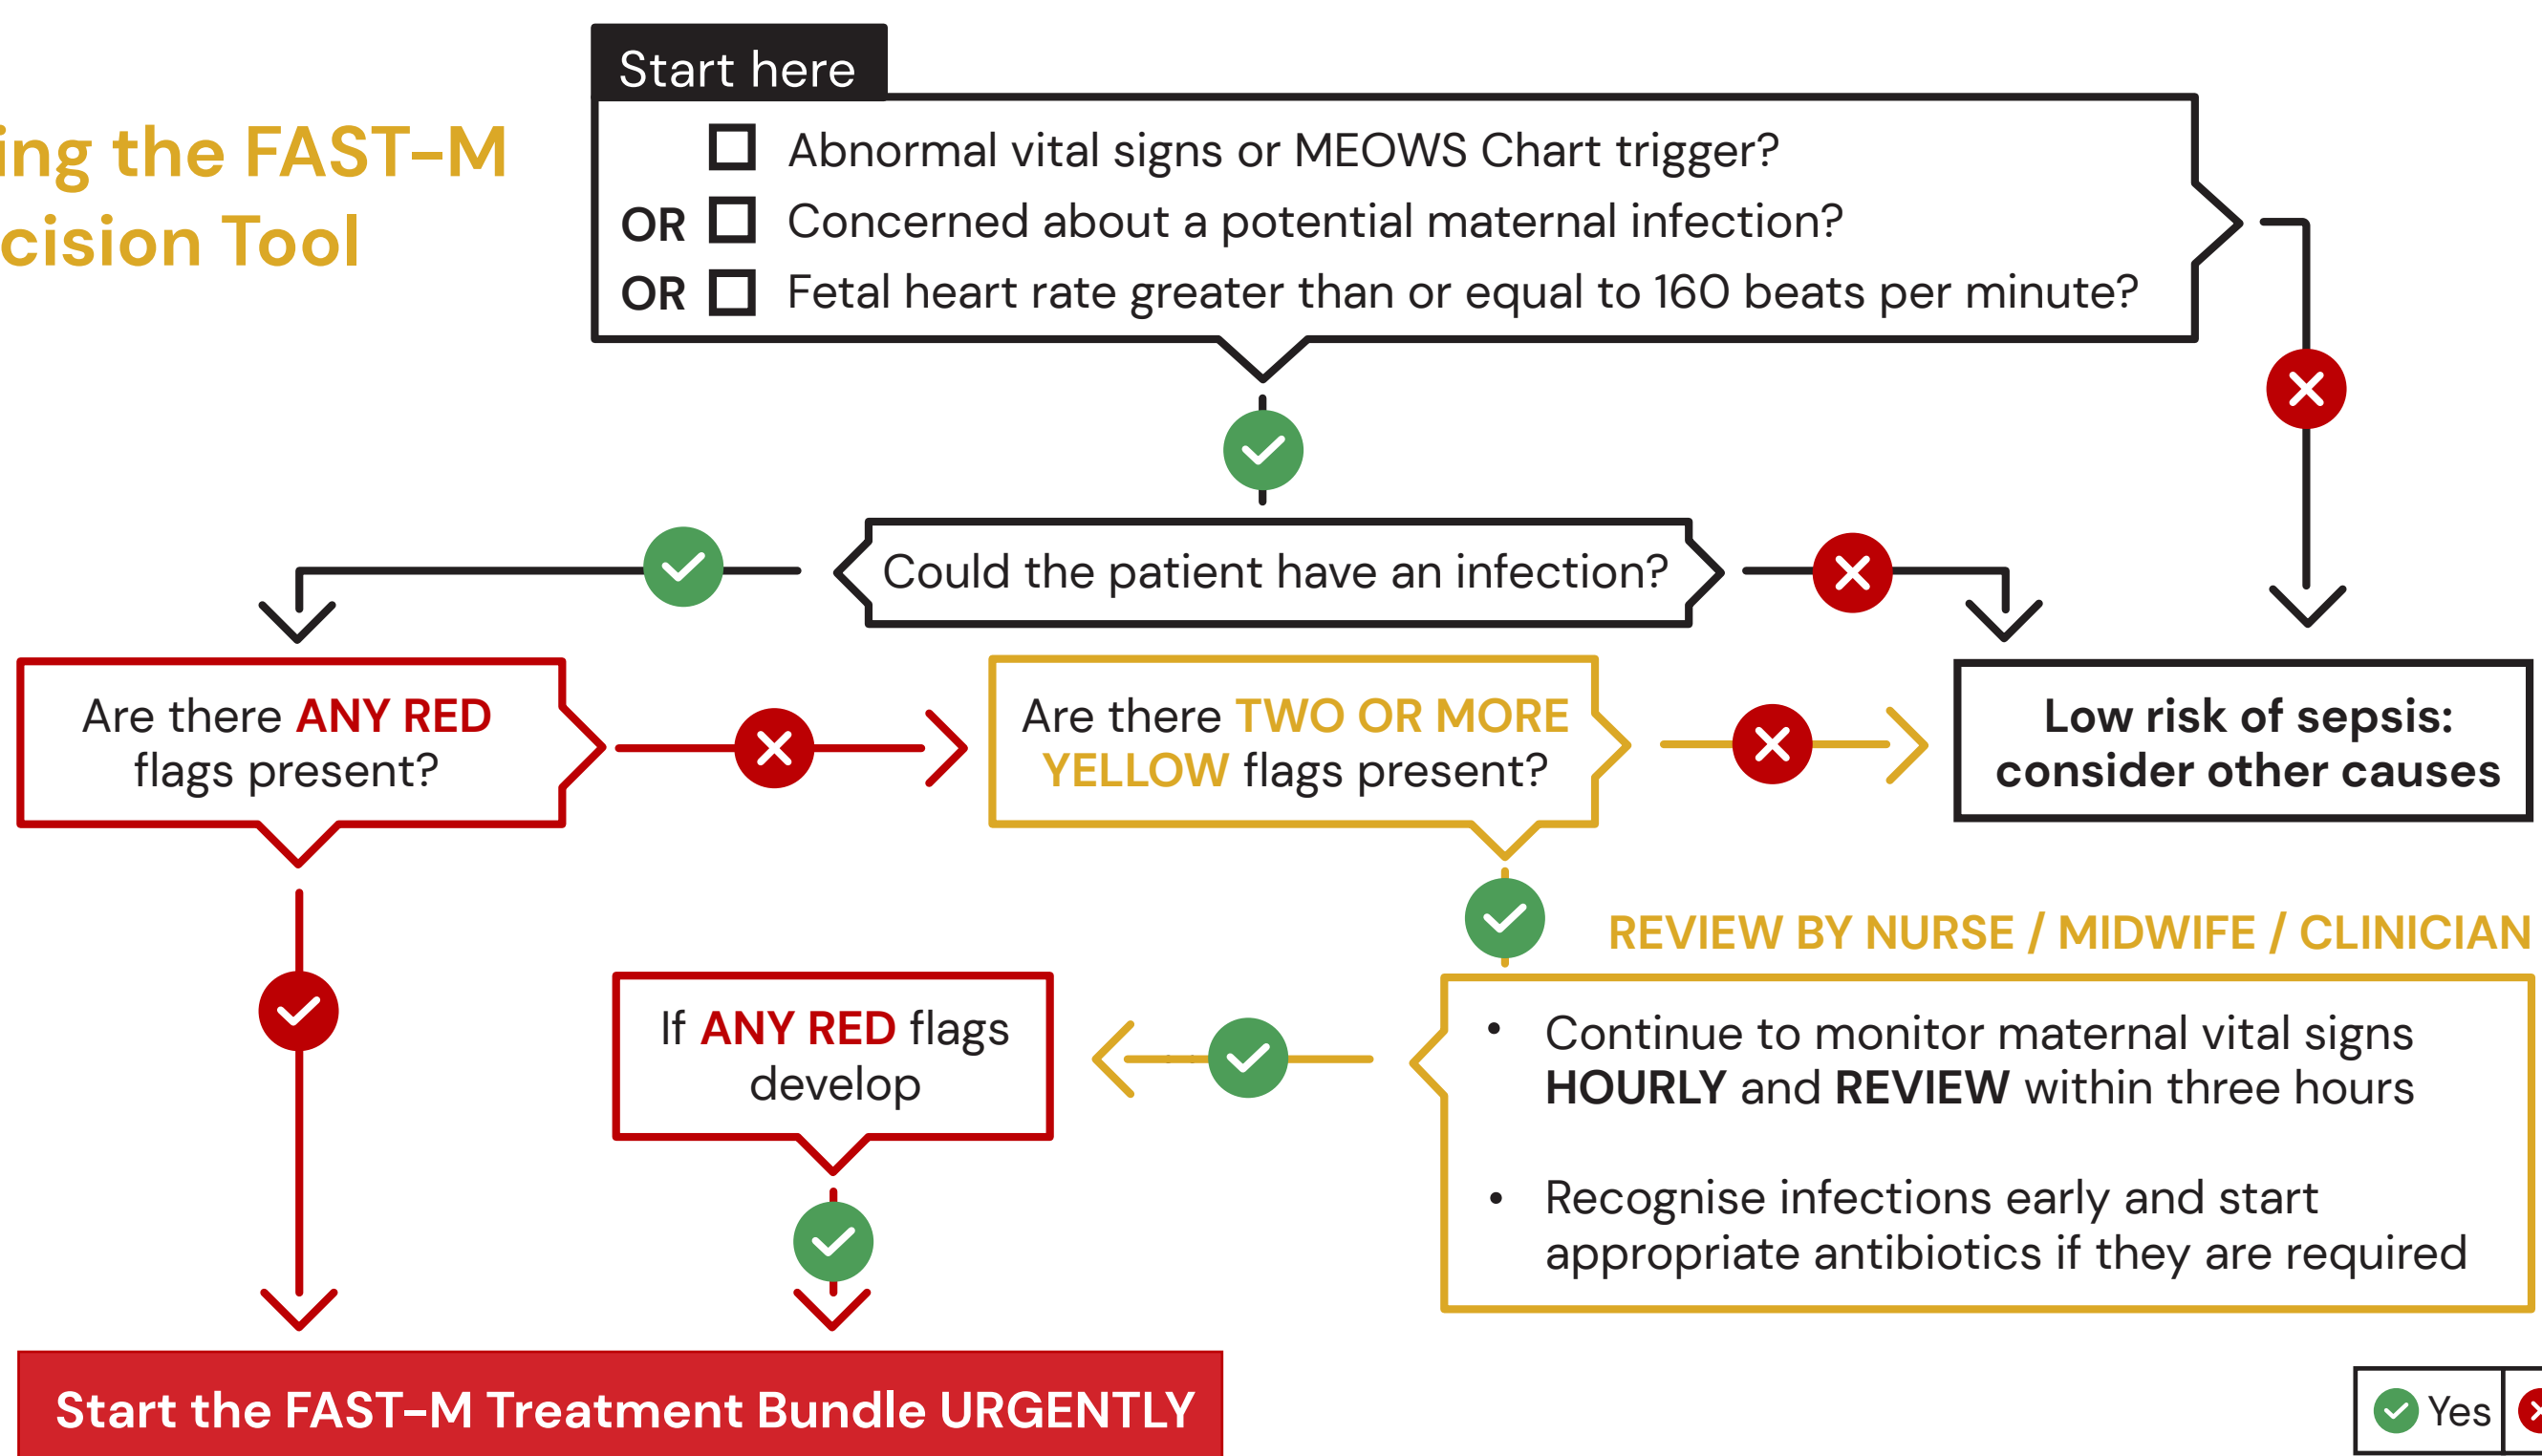 ing the FAST-M
cision Tool
Start here
Abnormal vital signs or MEOWS Chart trigger?
OR Concerned about a potential maternal infection?
OR Fetal heart rate greater than or equal to 160 beats per minute?
Could the patient have an infection?
Are there ANY RED
flags present?
Are there TWO OR MORE
YELLOW flags present?
Low risk of sepsis:
consider other causes
REVIEW BY NURSE / MIDWIFE / CLINICIAN
If ANY RED flags
develop
• Continue to monitor maternal vital signs
HOURLY and REVIEW within three hours
• Recognise infections early and start
appropriate antibiotics if they are required
Start the FAST-M Treatment Bundle URGENTLY
Yes